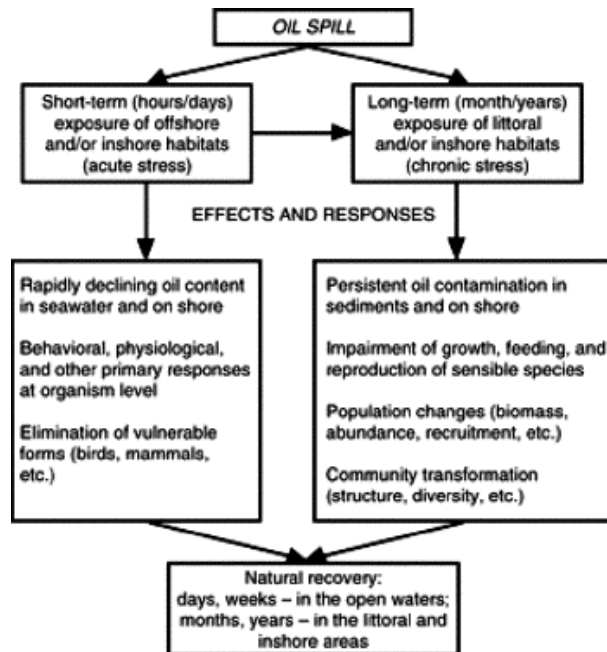 OIL SPILL
Short-term (hours/days)
exposure of offshore
and/or inshore habitats
(acute stress)
Long-term (month/years)
exposure of littoral
and/or inshore habitats
(chronic stress)
EFFECTS AND RESPONSES
Rapidly declining oil content
in seawater and on shore
Behavioral, physiological,
and other primary responses
at organism level
Elimination of vulnerable
forms (birds, mammals,
etc.)
Persistent oil contamination in
sediments and on shore
Impairment of growth, feeding, and
reproduction of sensible species
Population changes (biomass,
abundance, recruitment, etc.)
Community transformation
(structure, diversity, etc.)
Natural recovery:
days, weeks – in the open waters;
months, years – in the littoral and
inshore areas